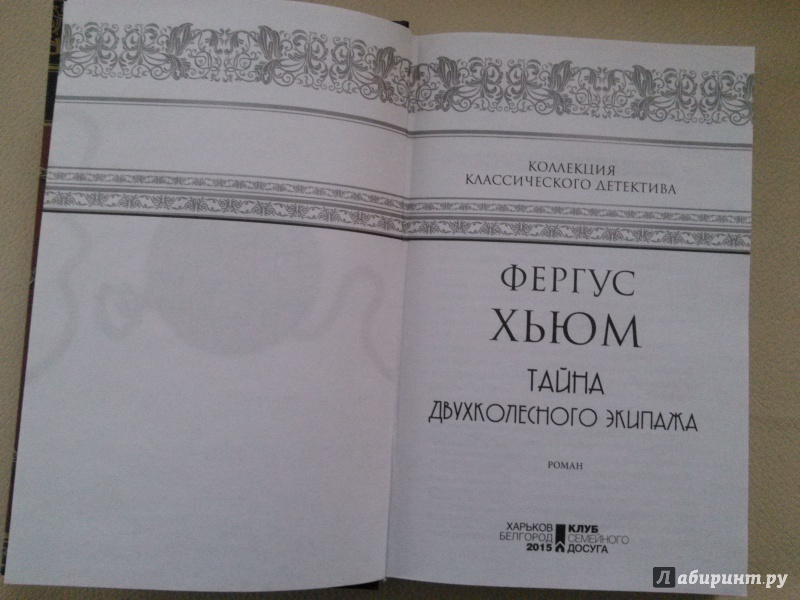 КОЛЛЕКЦИЯ
КЛАССИЧЕСКОГО ДЕТЕКТИВА
ФЕРГУС
ХЬЮМ
ТАЙНА
ДВУХКОЛЕСНОГО ЭКИПАЖА
РОМАН
ХАРЬКОВ КЛУБ
БЕЛГОРОД СЕМЕЙНОГО
2015 ДОСУГА
Лабиринт.ру